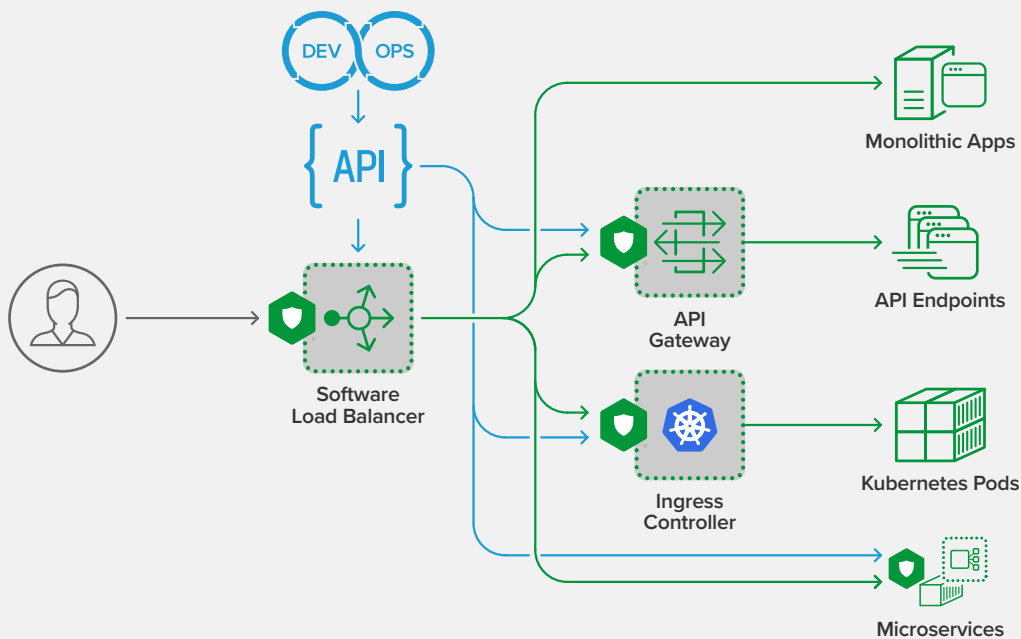 DEV OPS
{ API }
Monolithic Apps
API
Gateway
API Endpoints
Software
Load Balancer
Ingress
Controller
Kubernetes Pods
Microservices